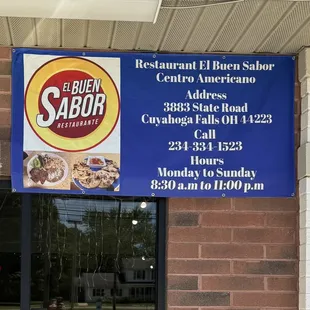 EL BUEN
SABOR
RESTAURANTE
Restaurant El Buen Sabor
Centro Americano
Address
3883 State Road
Cuyahoga Falls OH 44223
Call
234-334-1523
Hours
Monday to Sunday
8:30 a.m to 11:00 p.m